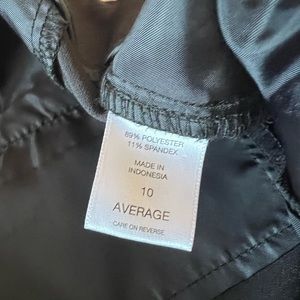 89% POLYESTER
11% SPANDEX
MADE IN
INDONESIA
10
AVERAGE
CARE ON REVERSE